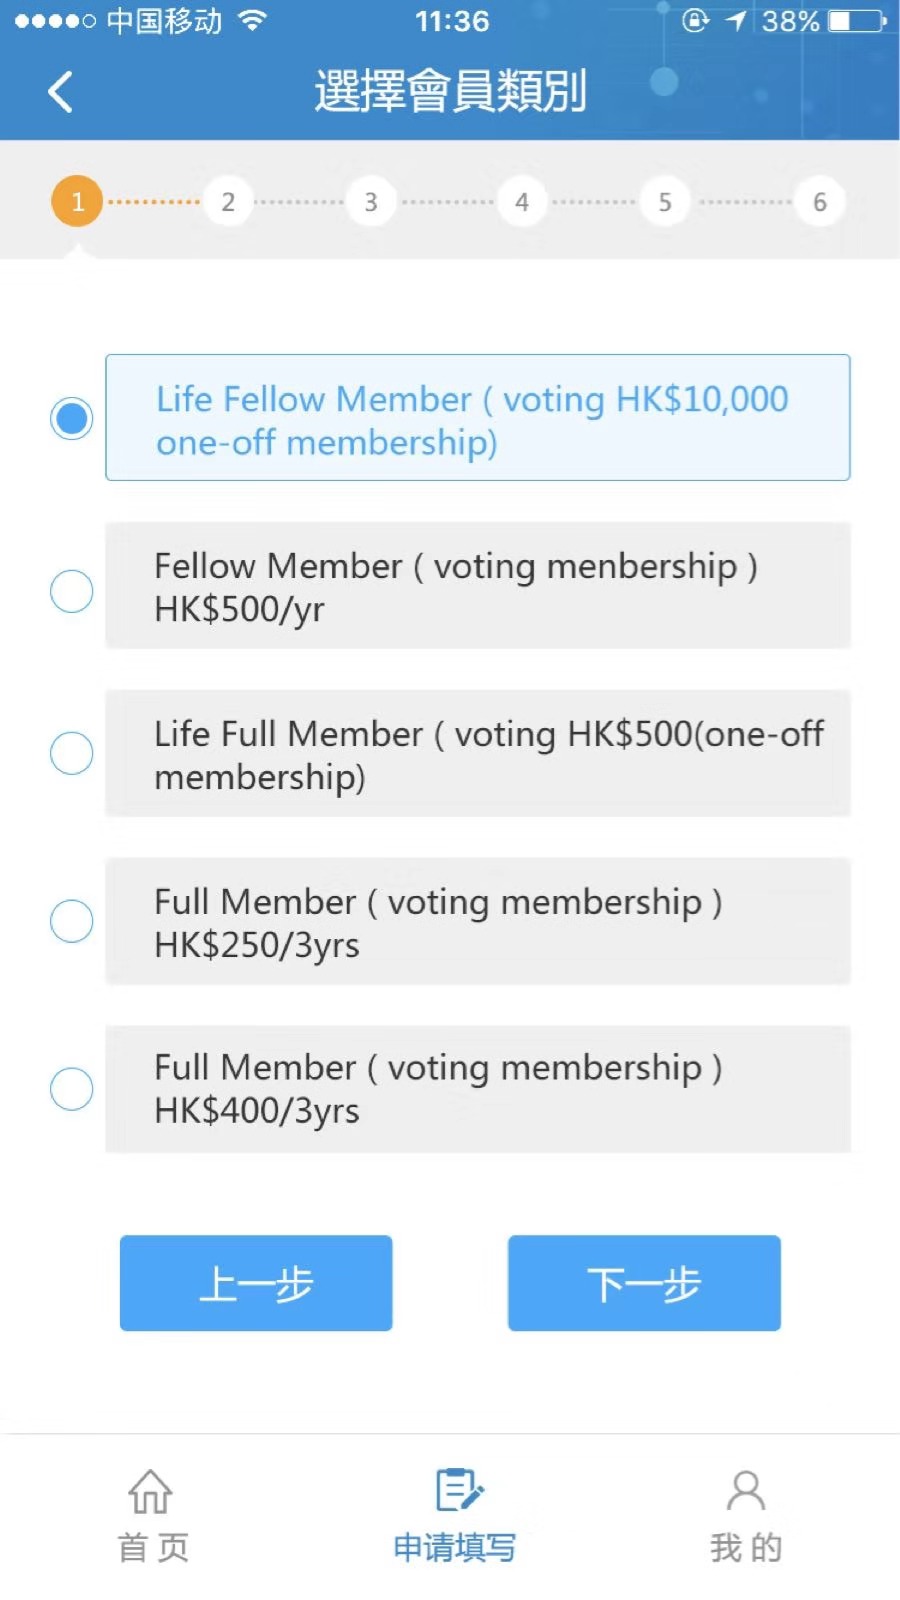 中国移动 11:36 38%
選擇會員類別
1 2 3 4 5 6
Life Fellow Member ( voting HK$10,000
one-off membership)
Fellow Member ( voting menbership )
HK$500/yr
Life Full Member ( voting HK$500(one-off
membership)
Full Member ( voting membership )
HK$250/3yrs
Full Member ( voting membership )
HK$400/3yrs
上一步 下一步
首页 申请填写 我的